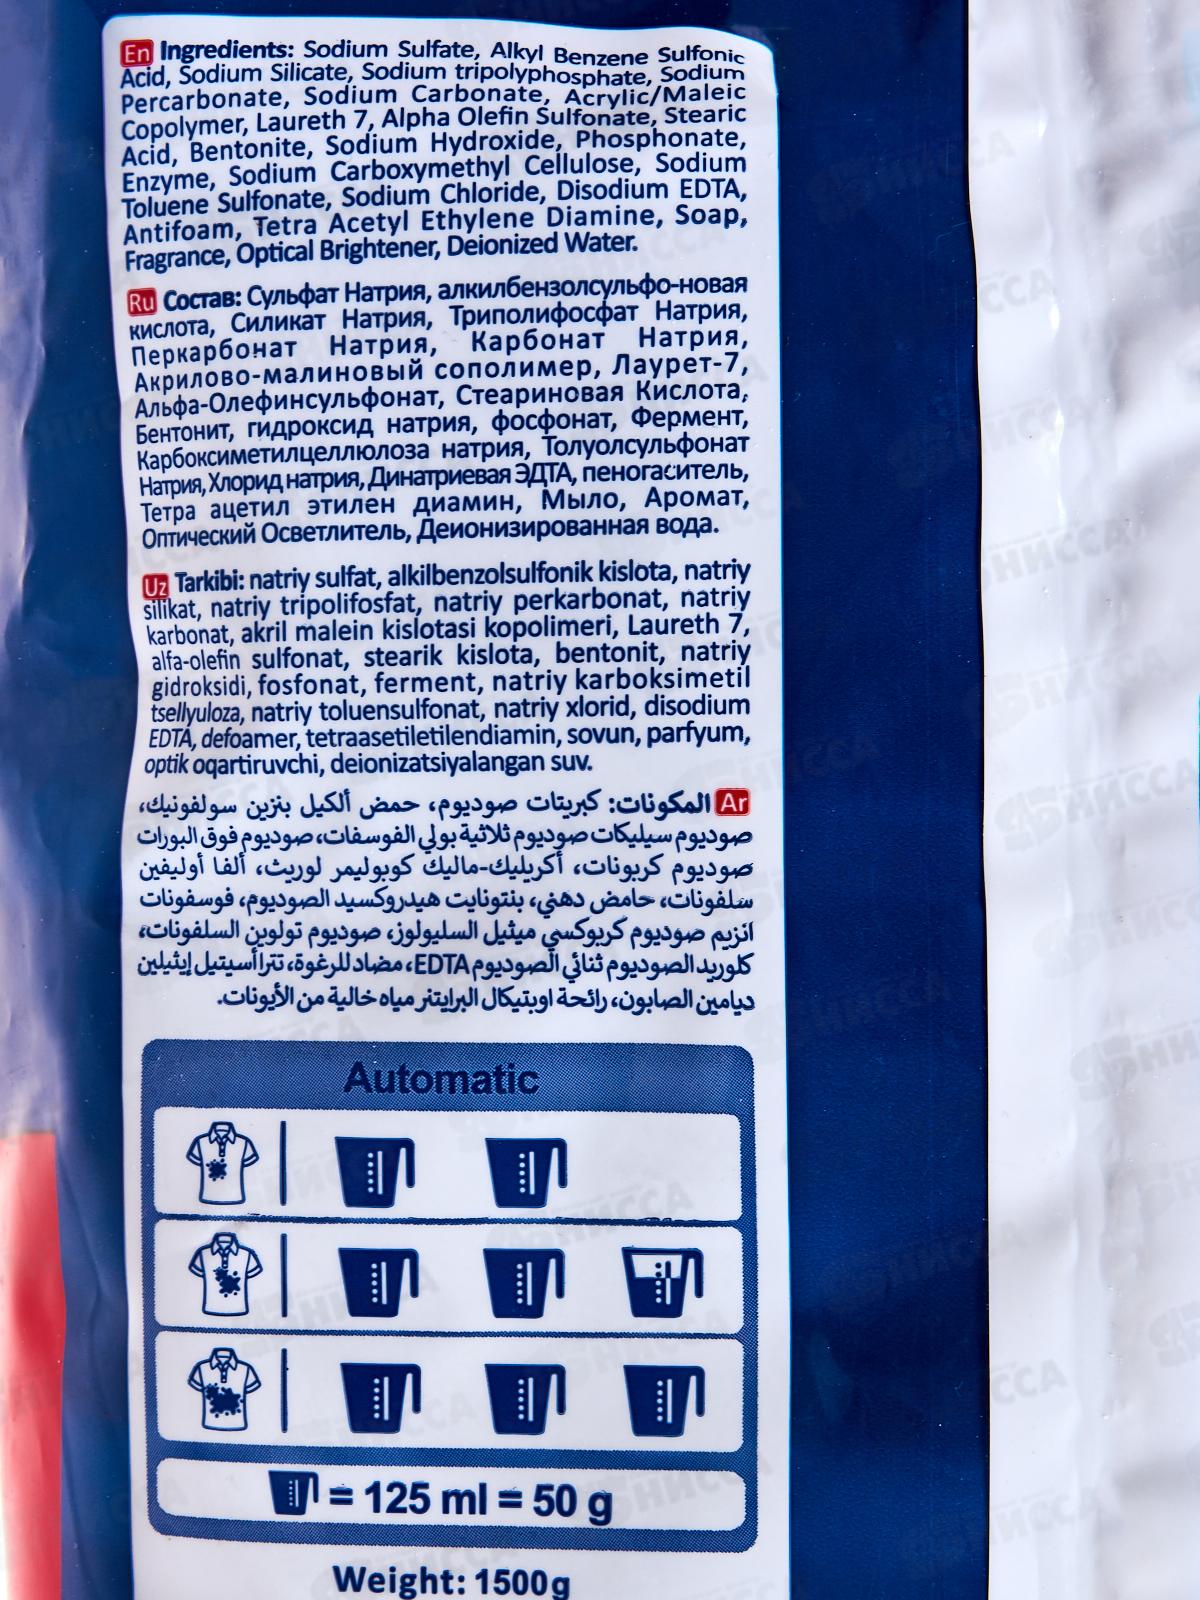 En Ingredients: Sodium Sulfate, Alkyl Benzene Sulfonic
Acid, Sodium Silicate, Sodium tripolyphosphate, Sodium
Percarbonate, Sodium Carbonate, Acrylic/Maleic
Copolymer, Laureth 7, Alpha Olefin Sulfonate, Stearic
Acid, Bentonite, Sodium Hydroxide, Phosphonate,
Enzyme, Sodium Carboxymethyl Cellulose, Sodium
Toluene Sulfonate, Sodium Chloride, Disodium EDTA,
Antifoam, Tetra Acetyl Ethylene Diamine, Soap,
Fragrance, Optical Brightener, Deionized Water.
Ru Состав: Сульфат Натрия, алкилбензолсульфо-новая
кислота, Силикат Натрия, Триполифосфат Натрия,
Перкарбонат Натрия, Карбонат Натрия,
Акрилово-малиновый сополимер, Лаурет-7,
Альфа-Олефинсульфонат, Стеариновая Кислота,
Бентонит, гидроксид натрия, фосфонат, Фермент,
Карбоксиметилцеллюлоза натрия, Толуолсульфонат
Натрия, Хлорид натрия, Динатриевая ЭДТА, пеногаситель,
Тетра ацетил этилен диамин, Мыло, Аромат,
Оптический Осветлитель, Деионизированная вода.
Uz Tarkibi: natriy sulfat, alkilbenzolsulfonik kislota, natriy
silikat, natriy tripolifosfat, natriy perkarbonat, natriy
karbonat, akril malein kislotasi kopolimeri, Laureth 7,
alfa-olefin sulfonat, stearik kislota, bentonit, natriy
gidroksidi, fosfonat, ferment, natriy karboksimetil
tsellyuloza, natriy toluensulfonat, natriy xlorid, disodium
EDTA, defoamer, tetraasetiletilendiamin, sovun, parfyum,
optik oqartiruvchi, deionizatsiyalangan suv.
Ar المكونات: كبريتات صوديوم، حمض ألكيل بنزين سولفونيك،
صوديوم سيليكات صوديوم ثلاثية بولي الفوسفات، صوديوم فوق البورات
صوديوم كربونات، أكريليك-ماليك كوبوليمر لوريث، ألفا أوليفين
سلفونات، حامض دهني، بنتونايت هيدروكسيد الصوديوم، فوسفونات
انزيم صوديوم كربوكسي ميثيل السليولوز، صوديوم تولوين السلفونات،
كلوريد الصوديوم ثنائي الصوديوم EDTA، مضاد للرغوة، تترا أسيتيل إيثيلين
ديامين الصابون، رائحة اوبتيكال البرايتنر مياه خالية من الأيونات.
Automatic
= 125 ml = 50 g
Weight: 1500g